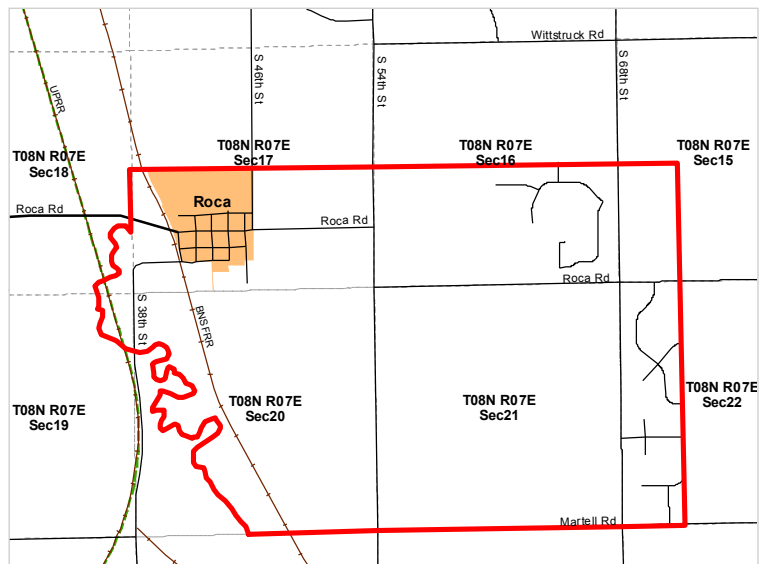 Wittstruck Rd
S 46th St
S 54th St
S 68th St
UPRR
T08N R07E
Sec18
T08N R07E
Sec17
T08N R07E
Sec16
T08N R07E
Sec15
Roca
Roca Rd
Roca Rd
Roca Rd
S 38th St
BNSFRR
T08N R07E
Sec19
T08N R07E
Sec20
T08N R07E
Sec21
T08N R07E
Sec22
Martell Rd